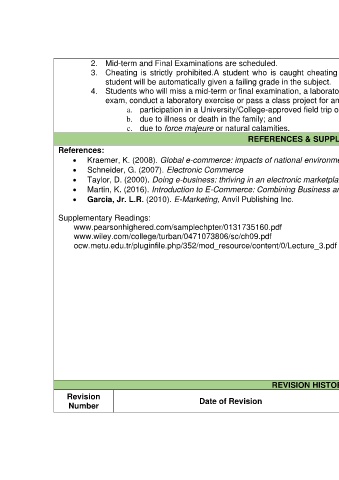 2. Mid-term and Final Examinations are scheduled.
3. Cheating is strictly prohibited.A student who is caught cheating
student will be automatically given a failing grade in the subject.
4. Students who will miss a mid-term or final examination, a laborato
exam, conduct a laboratory exercise or pass a class project for an
a. participation in a University/College-approved field trip o
b. due to illness or death in the family; and
c. due to force majeure or natural calamities.
REFERENCES & SUPPL
References:
• Kraemer, K. (2008). Global e-commerce: impacts of national environme
• Schneider, G. (2007). Electronic Commerce
• Taylor, D. (2000). Doing e-business: thriving in an electronic marketpla
• Martin, K. (2016). Introduction to E-Commerce: Combining Business an
• Garcia, Jr. L.R. (2010). E-Marketing, Anvil Publishing Inc.
Supplementary Readings:
www.pearsonhighered.com/samplechpter/0131735160.pdf
www.wiley.com/college/turban/0471073806/sc/ch09.pdf
ocw.metu.edu.tr/pluginfile.php/352/mod_resource/content/0/Lecture_3.pdf
REVISION HISTO
Revision
Number
Date of Revision